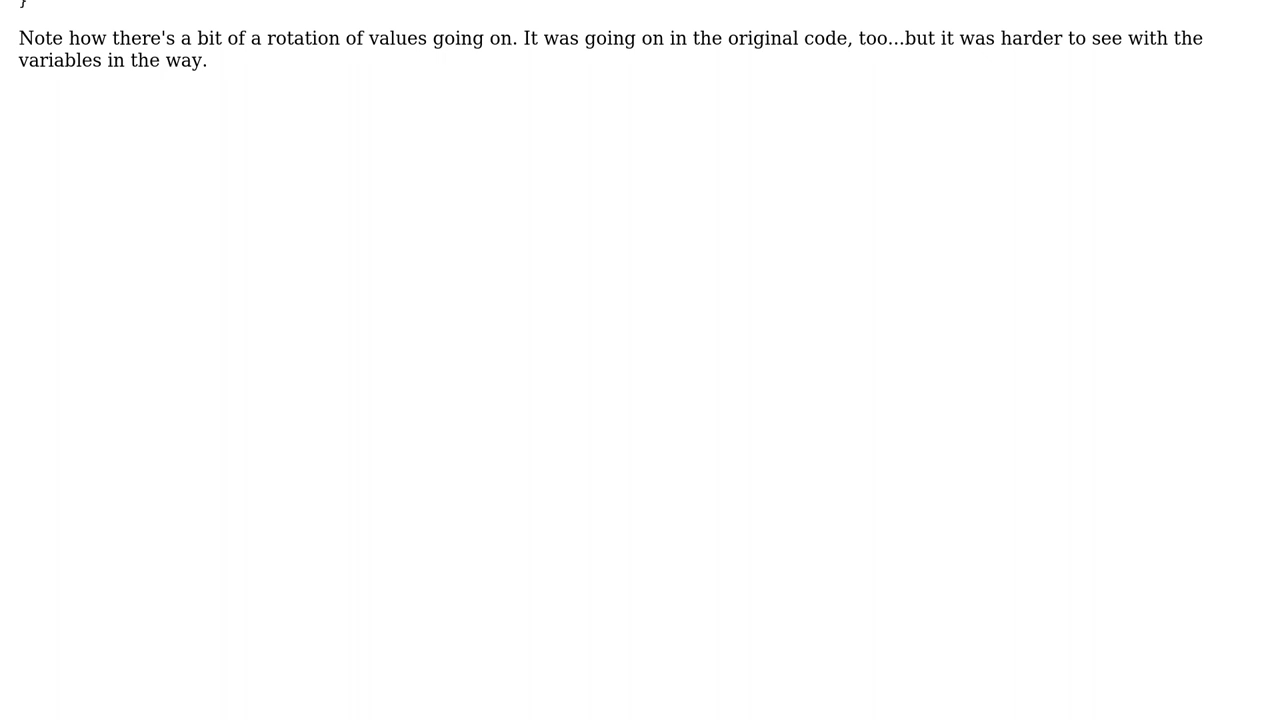 }
Note how there's a bit of a rotation of values going on. It was going on in the original code, too...but it was harder to see with the
variables in the way.